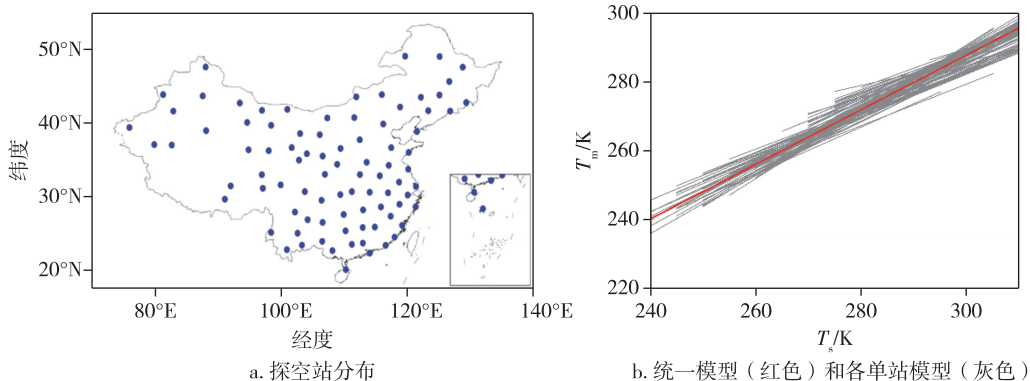 50°N
40°N
30°N
20°N
纬度
80°E
100°E
120°E
140°E
经度
a. 探空站分布
300
280
260
240
220
Tm/K
240
260
280
300
Ts/K
b. 统一模型（红色）和各单站模型（灰色）